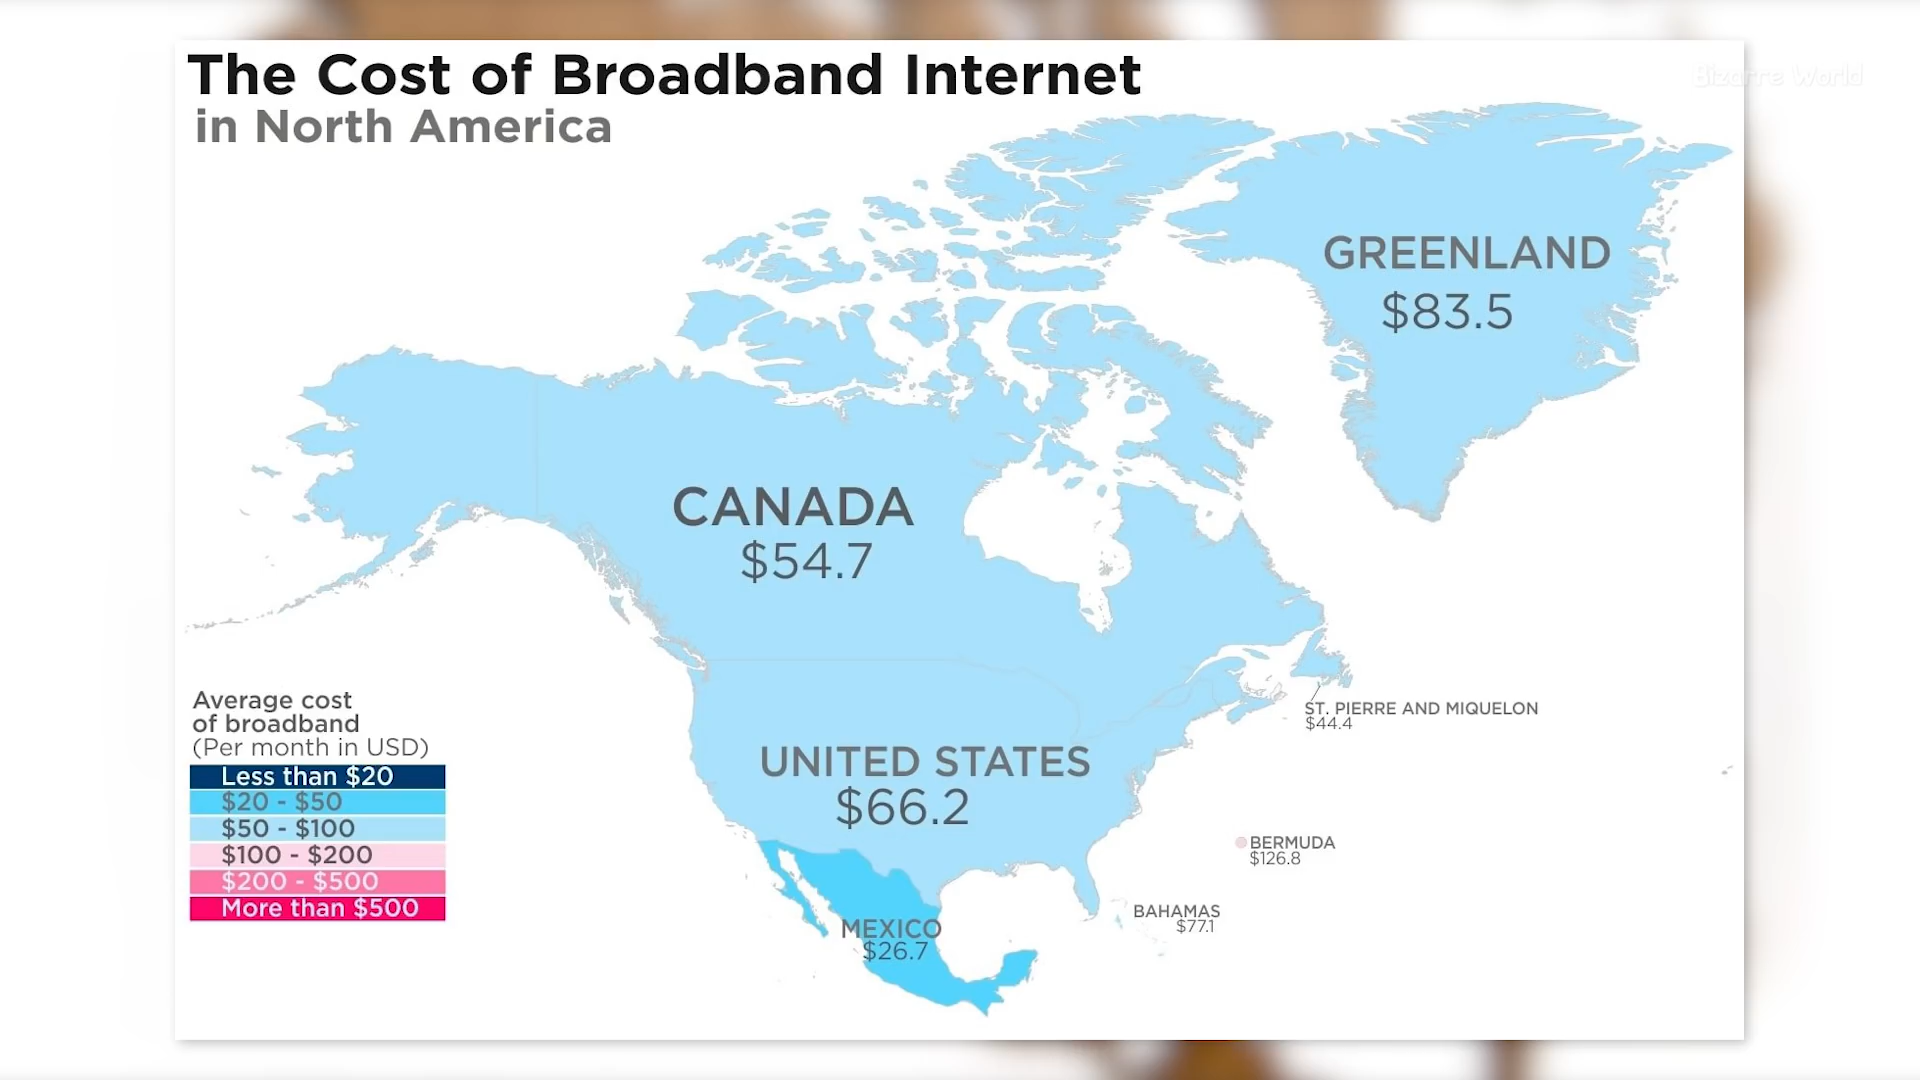 The Cost of Broadband Internet
in North America
Bizarre World
GREENLAND
$83.5
CANADA
$54.7
Average cost
of broadband
(Per month in USD)
Less than $20
$20 - $50
$50 - $100
$100 - $200
$200 - $500
More than $500
ST. PIERRE AND MIQUELON
$44.4
UNITED STATES
$66.2
BERMUDA
$126.8
BAHAMAS
$77.1
MEXICO
$26.7